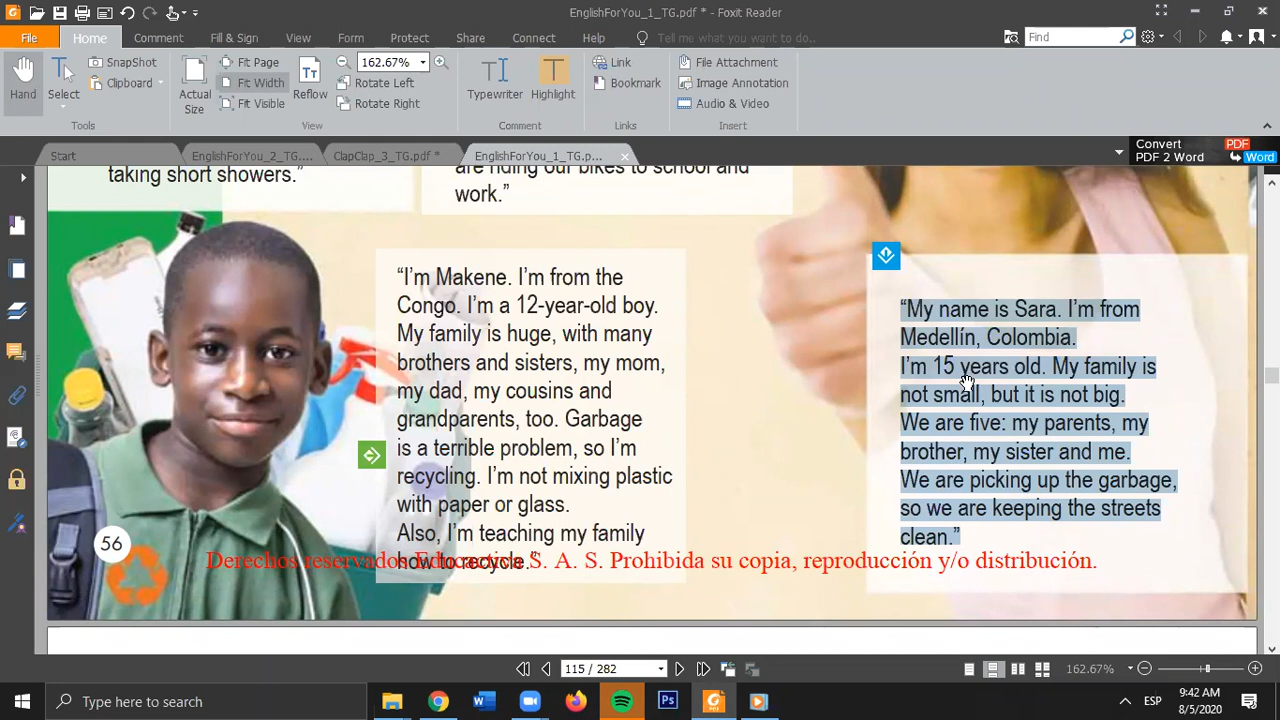 EnglishForYou_1_TG.pdf * - Foxit Reader
File Home Comment Fill & Sign View Form Protect Share Connect Help Tell me what you want to do... Find
Hand
Select
SnapShot
Clipboard
Tools
Actual
Size
Fit Page
Fit Width
Fit Visible
Reflow
162.67%
Rotate Left
Rotate Right
View
Typewriter
Highlight
Comment
Link
Bookmark
Links
File Attachment
Image Annotation
Audio & Video
Insert
Start EnglishForYou_2_TG.... ClapClap_3_TG.pdf * EnglishForYou_1_TG.p...
Convert PDF
PDF 2 Word Word
taking short showers.”
are riding our bikes to school and
work.”
“I’m Makene. I’m from the
Congo. I’m a 12-year-old boy.
My family is huge, with many
brothers and sisters, my mom,
my dad, my cousins and
grandparents, too. Garbage
is a terrible problem, so I’m
recycling. I’m not mixing plastic
with paper or glass.
Also, I’m teaching my family
how to recycle.”
“My name is Sara. I’m from
Medellín, Colombia.
I’m 15 years old. My family is
not small, but it is not big.
We are five: my parents, my
brother, my sister and me.
We are picking up the garbage,
so we are keeping the streets
clean.”
56
Derechos reservados Educactiva S. A. S. Prohibida su copia, reproducción y/o distribución.
115 / 282
162.67%
Type here to search
W
Ps
ESP
9:42 AM
8/5/2020